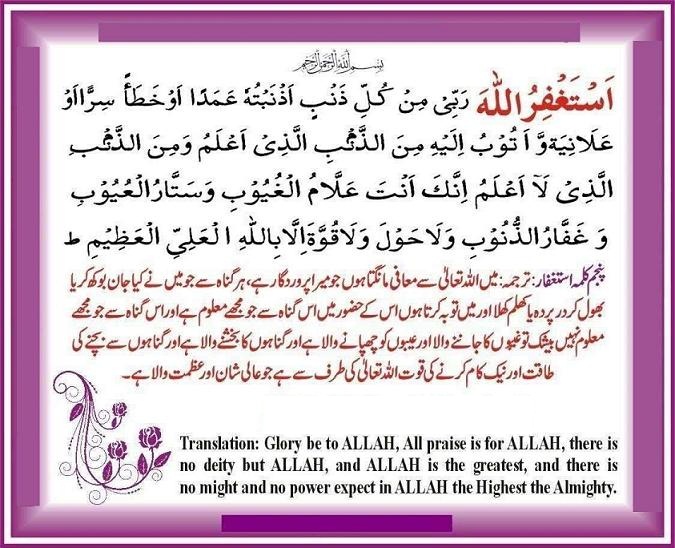 بِسْمِ اللّٰهِ الرَّحْمٰنِ الرَّحِيْمِ
اَسْتَغْفِرُ اللّٰهَ رَبِّىْ مِنْ كُلِّ ذَنْۢبٍ اَذْنَبْتُهٗ عَمَدًا اَوْ خَطَأً سِرًّا اَوْ
عَلَانِيَةً وَّ اَتُوْبُ اِلَيْهِ مِنَ الذَّنْۢبِ الَّذِىْ اَعْلَمُ وَمِنَ الذَّنْۢبِ
الَّذِىْ لَآ اَعْلَمُ اِنَّكَ اَنْتَ عَلَّامُ الْغُيُوْبِ وَسَتَّارُ الْعُيُوْبِ
وَ غَفَّارُ الذُّنُوْبِ وَلَا حَوْلَ وَلَا قُوَّةَ اِلَّا بِاللّٰهِ الْعَلِىِّ الْعَظِيْمِ ط
پنجم کلمہ استغفار: ترجمہ: میں اللہ تعالیٰ سے معافی مانگتا ہوں جو میرا پروردگار ہے، ہر گناہ سے جو میں نے کیا جان بوجھ کر یا
بھول کر در پردہ یا کھلم کھلا اور میں توبہ کرتا ہوں اس کے حضور میں اس گناہ سے جو مجھے معلوم ہے اور اس گناہ سے جو مجھے
معلوم نہیں بیشک تو غیبوں کا جاننے والا اور عیبوں کو چھپانے والا ہے اور گناہوں کا بخشنے والا ہے اور گناہوں سے بچنے کی
طاقت اور نیک کام کرنے کی قوت اللہ تعالیٰ کی طرف سے ہے جو عالی شان اور عظمت والا ہے۔
Translation: Glory be to ALLAH, All praise is for ALLAH, there is
no deity but ALLAH, and ALLAH is the greatest, and there is
no might and no power expect in ALLAH the Highest the Almighty.